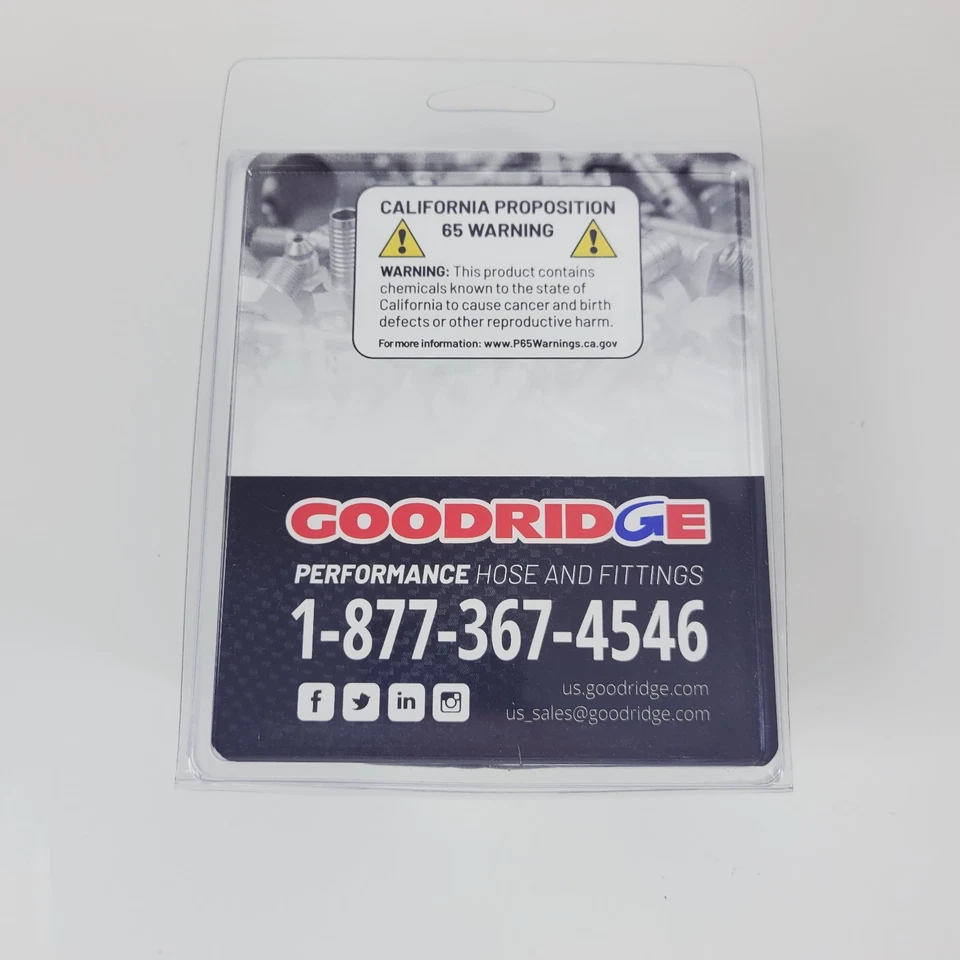 CALIFORNIA PROPOSITION
65 WARNING
WARNING: This product contains
chemicals known to the state of
California to cause cancer and birth
defects or other reproductive harm.
For more information: www.P65Warnings.ca.gov
GOODRIDGE
PERFORMANCE HOSE AND FITTINGS
1-877-367-4546
us.goodridge.com
us_sales@goodridge.com